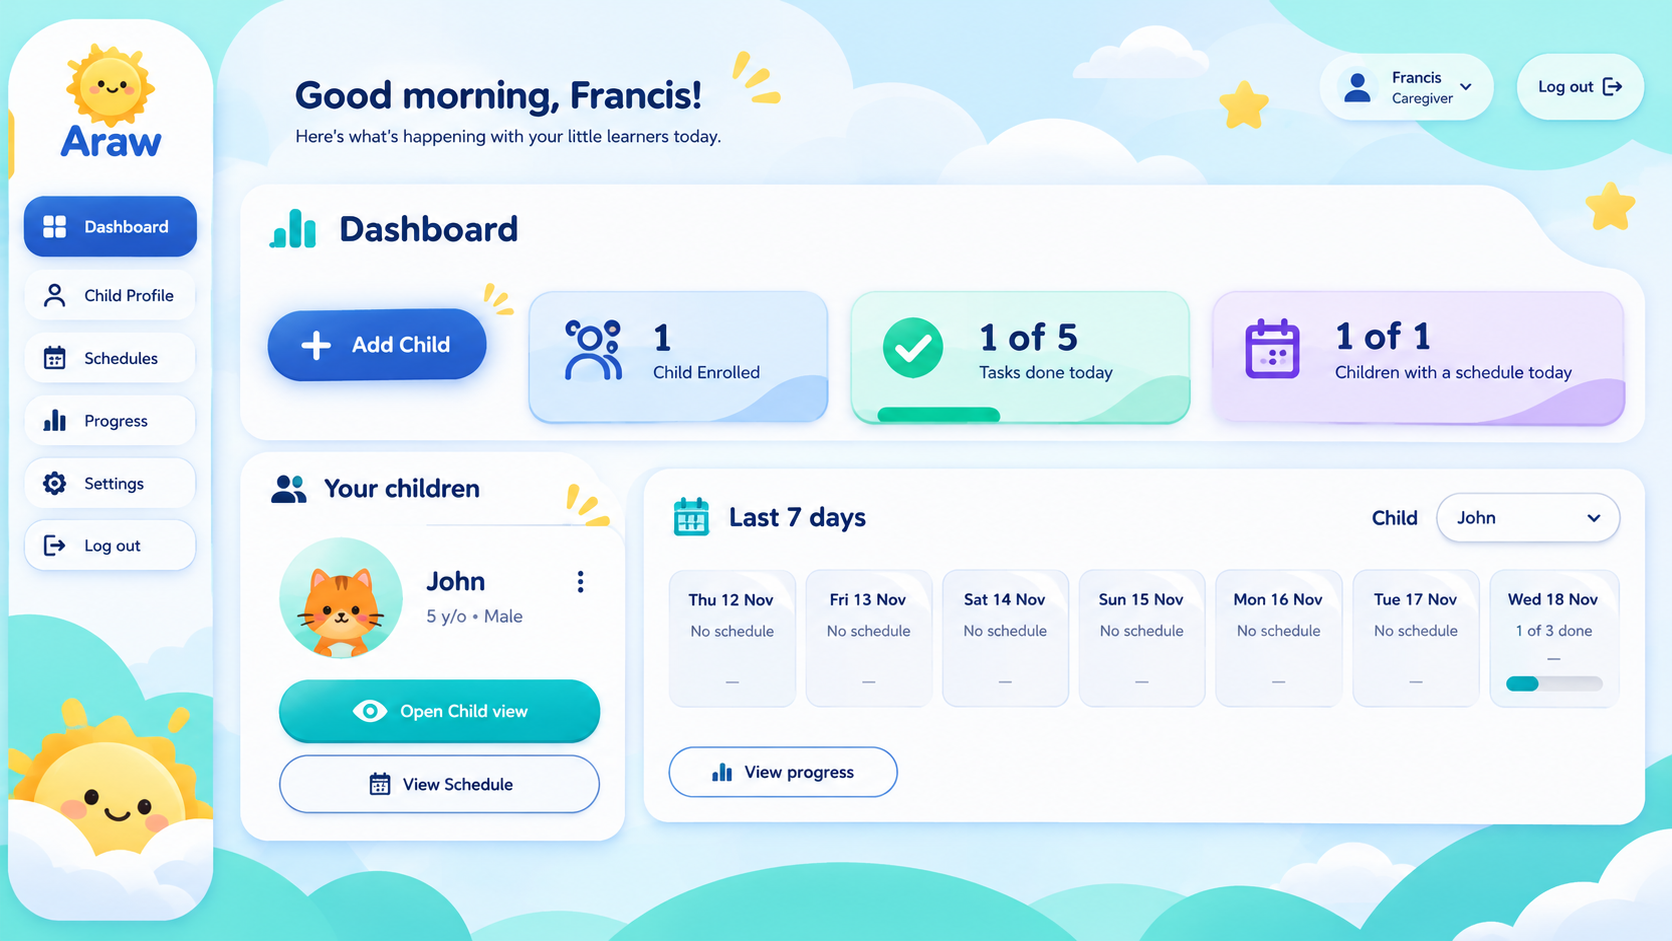 Araw
Dashboard
Child Profile
Schedules
Progress
Settings
Log out
Good morning, Francis!
Here's what's happening with your little learners today.
Francis
Caregiver
Log out
Dashboard
Add Child
1
Child Enrolled
1 of 5
Tasks done today
1 of 1
Children with a schedule today
Your children
John
5 y/o • Male
Open Child view
View Schedule
Last 7 days
Child
John
Thu 12 Nov
No schedule
—
Fri 13 Nov
No schedule
—
Sat 14 Nov
No schedule
—
Sun 15 Nov
No schedule
—
Mon 16 Nov
No schedule
—
Tue 17 Nov
No schedule
—
Wed 18 Nov
1 of 3 done
—
View progress